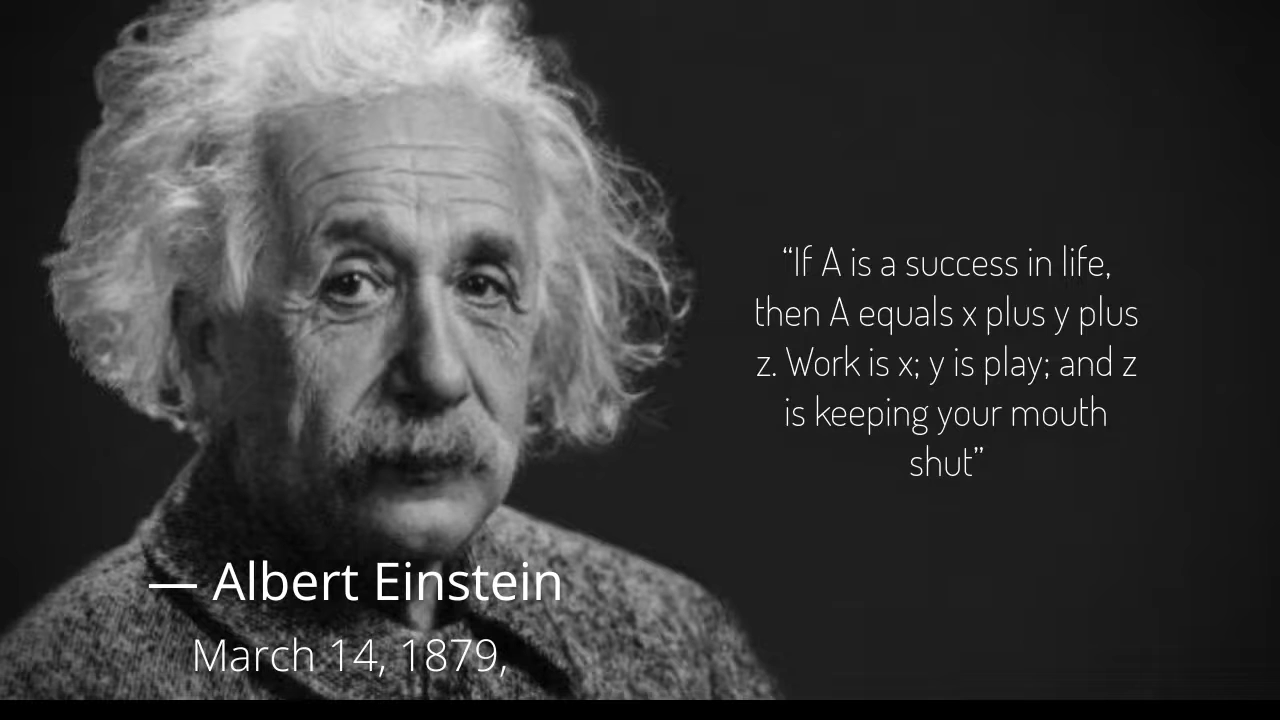 “If A is a success in life,
then A equals x plus y plus
z. Work is x; y is play; and z
is keeping your mouth
shut”
— Albert Einstein
March 14, 1879,